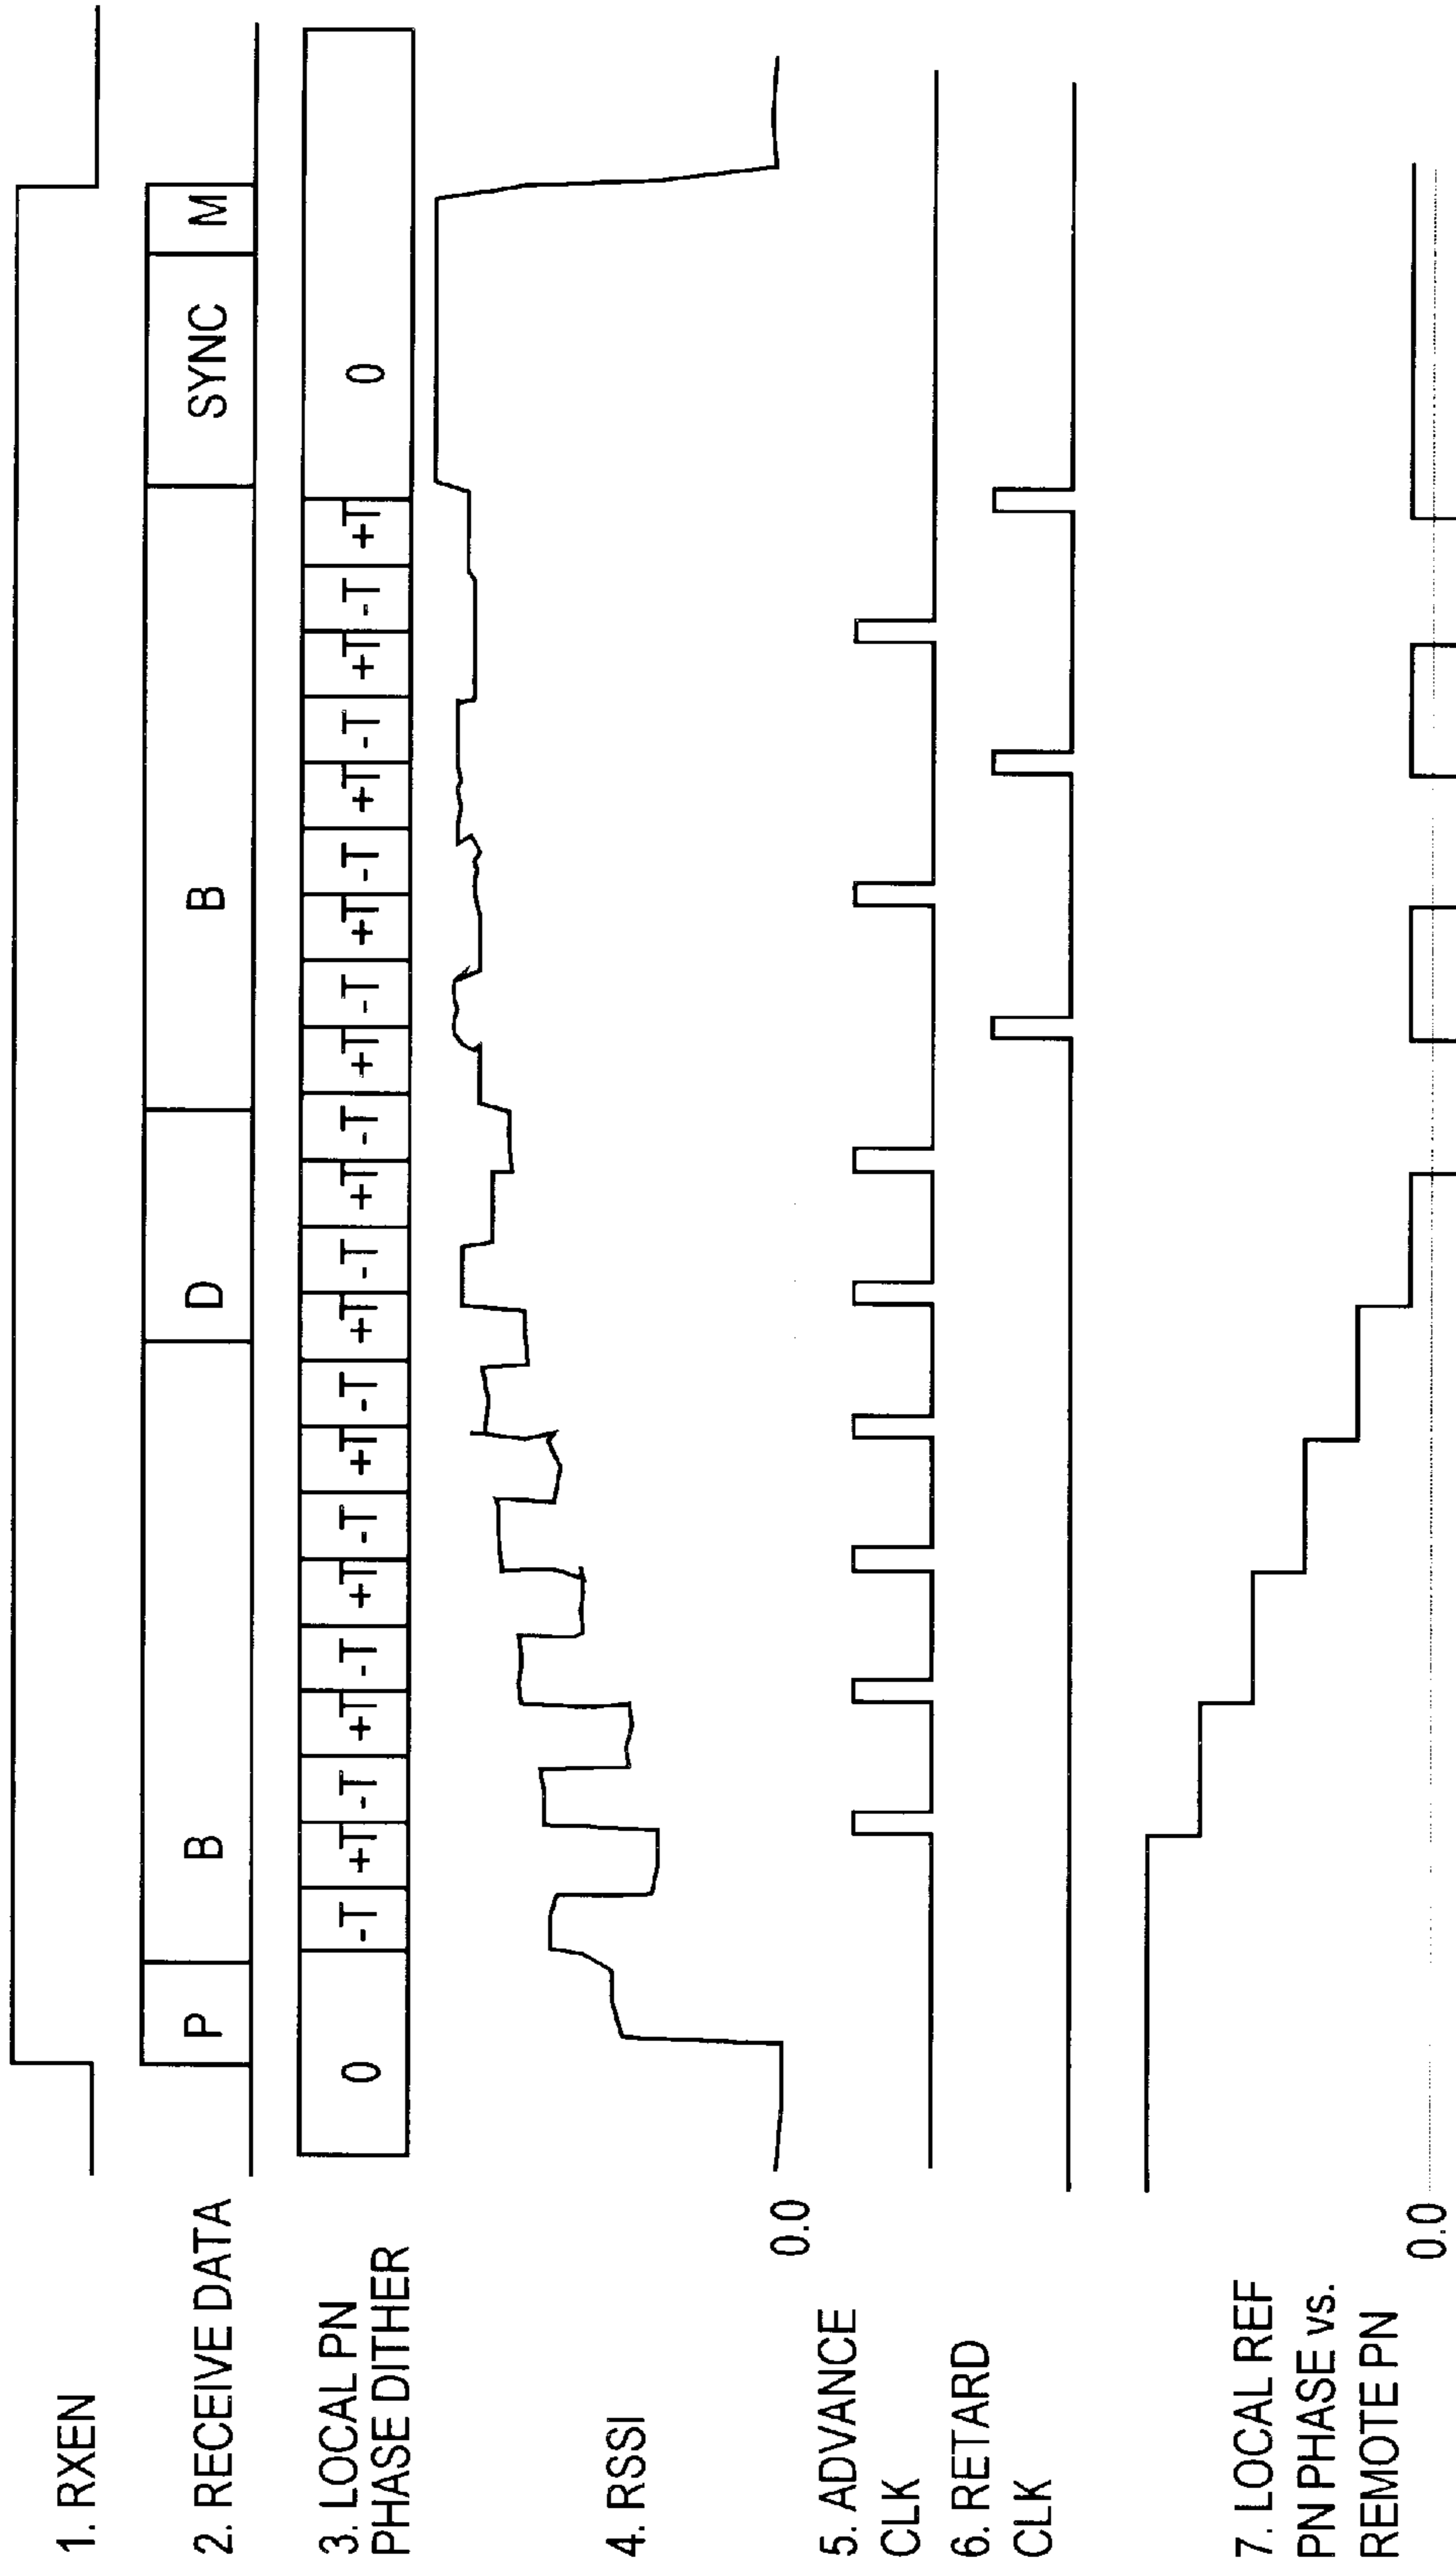 1. RXEN
2. RECEIVE DATA
P B D B SYNC M
3. LOCAL PN
PHASE DITHER
0 -T +T -T +T -T +T -T +T -T +T -T +T -T +T -T +T -T +T -T +T -T +T 0
4. RSSI
0.0
5. ADVANCE
CLK
6. RETARD
CLK
7. LOCAL REF
PN PHASE vs.
REMOTE PN
0.0